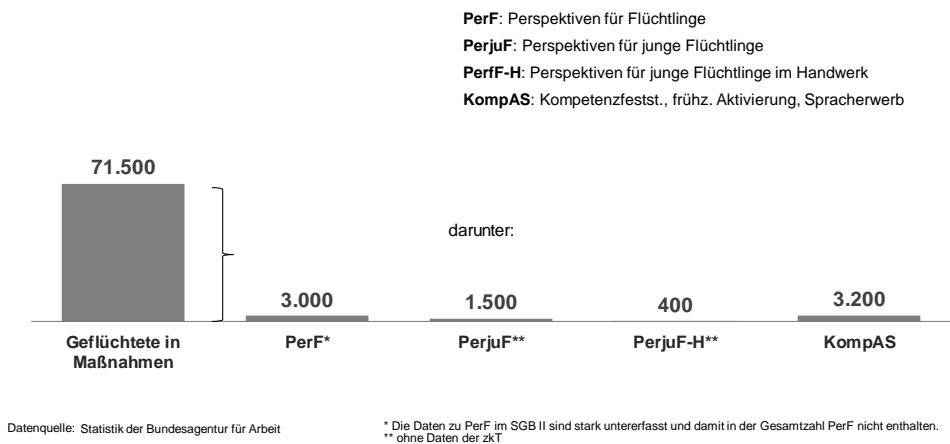 PerF: Perspektiven für Flüchtlinge
PerjuF: Perspektiven für junge Flüchtlinge
PerfF-H: Perspektiven für junge Flüchtlinge im Handwerk
KompAS: Kompetenzfestst., frühz. Aktivierung, Spracherwerb
71.500
darunter:
3.000
1.500
400
3.200
Geflüchtete in
Maßnahmen
PerF*
PerjuF**
PerjuF-H**
KompAS
Datenquelle: Statistik der Bundesagentur für Arbeit
* Die Daten zu PerF im SGB II sind stark untererfasst und damit in der Gesamtzahl PerF nicht enthalten.
** ohne Daten der zkT